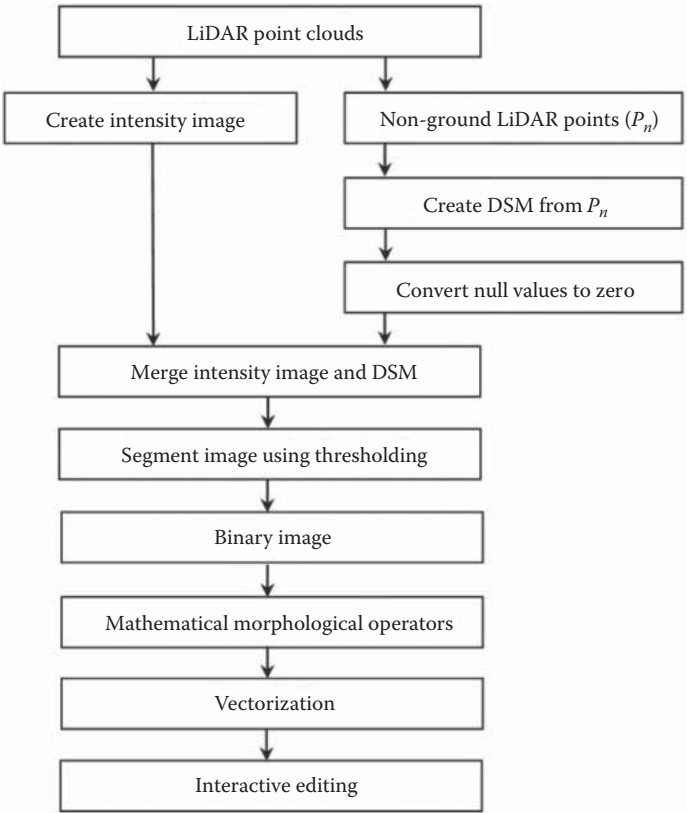 LiDAR point clouds
Create intensity image
Non-ground LiDAR points (Pn)
Create DSM from Pn
Convert null values to zero
Merge intensity image and DSM
Segment image using thresholding
Binary image
Mathematical morphological operators
Vectorization
Interactive editing